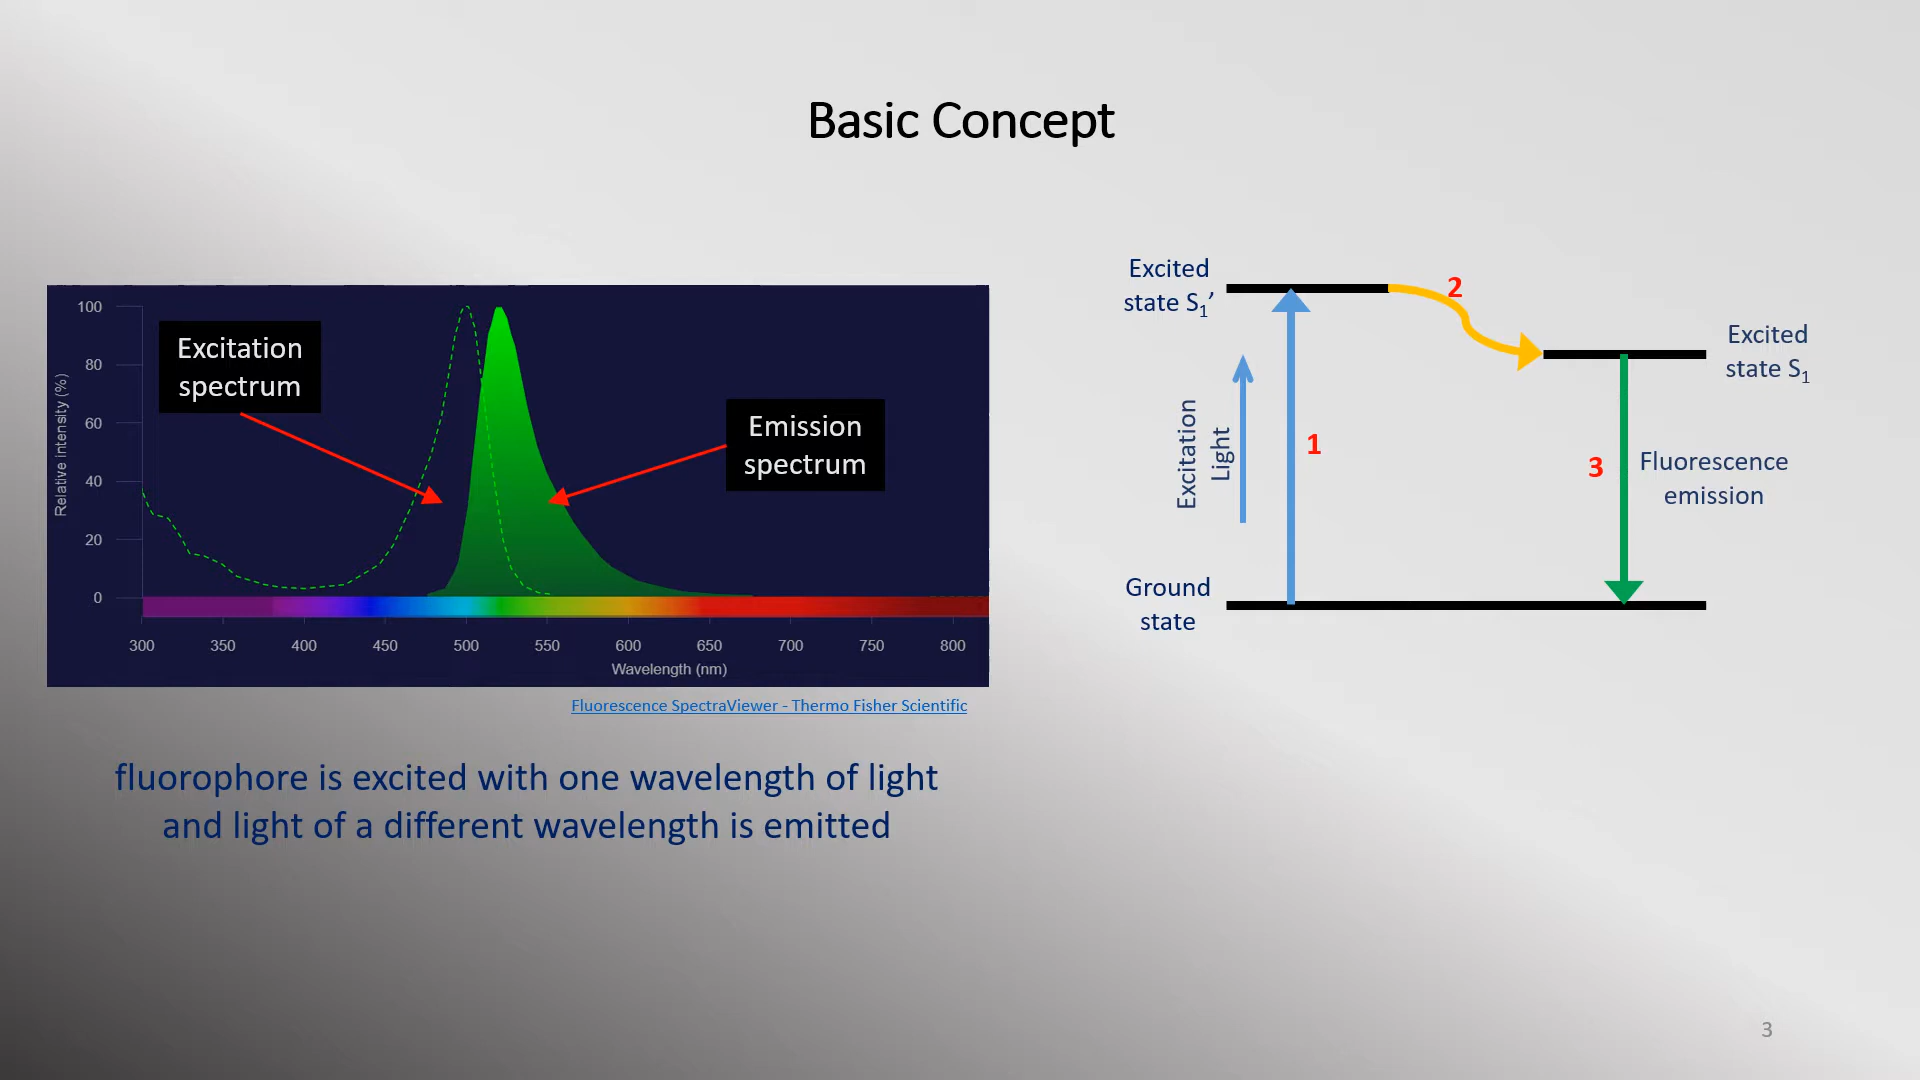 Basic Concept
100
80
60
40
20
0
Relative intensity (%)
Excitation
spectrum
Emission
spectrum
300 350 400 450 500 550 600 650 700 750 800
Wavelength (nm)
Fluorescence SpectraViewer - Thermo Fisher Scientific
fluorophore is excited with one wavelength of light
and light of a different wavelength is emitted
Excited
state S1’
2
Excited
state S1
Excitation
Light
1
3
Fluorescence
emission
Ground
state
3